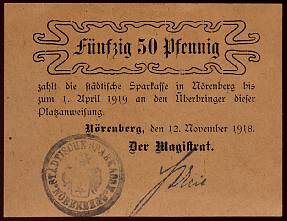 Fünfzig 50 Pfennig
zahlt die städtische Sparkasse in Nörenberg bis
zum 1. April 1919 an den Überbringer dieser
Platzanweisung.
Nörenberg, den 12. November 1918.
Der Magistrat.